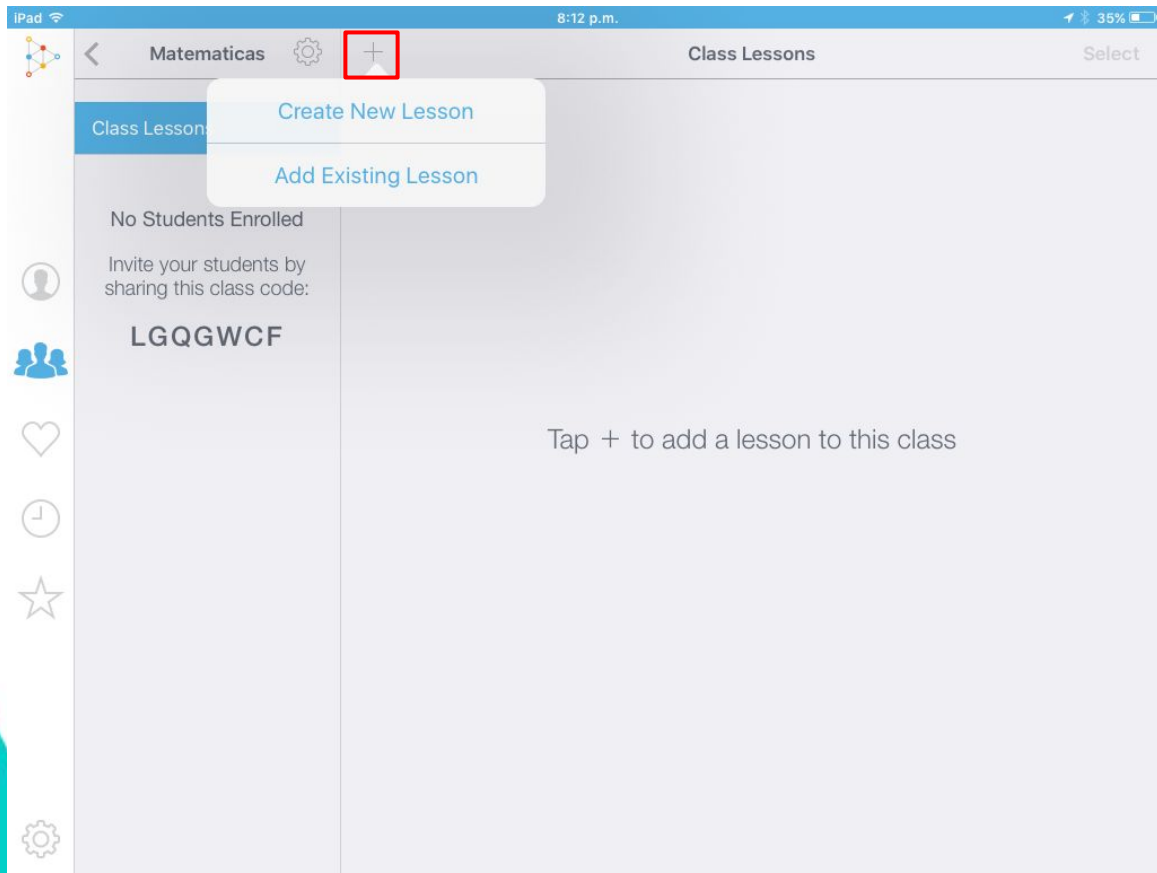 iPad 8:12 p.m. 35%
Matematicas + Class Lessons Select
Create New Lesson
Class Lessons
Add Existing Lesson
No Students Enrolled
Invite your students by
sharing this class code:
LGQGWCF
Tap + to add a lesson to this class